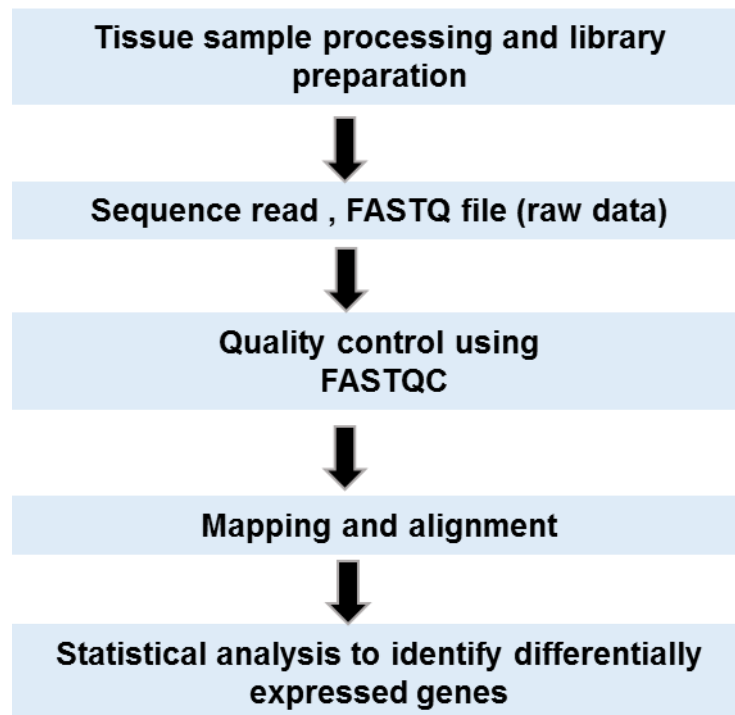 Tissue sample processing and library
preparation
Sequence read , FASTQ file (raw data)
Quality control using
FASTQC
Mapping and alignment
Statistical analysis to identify differentially
expressed genes